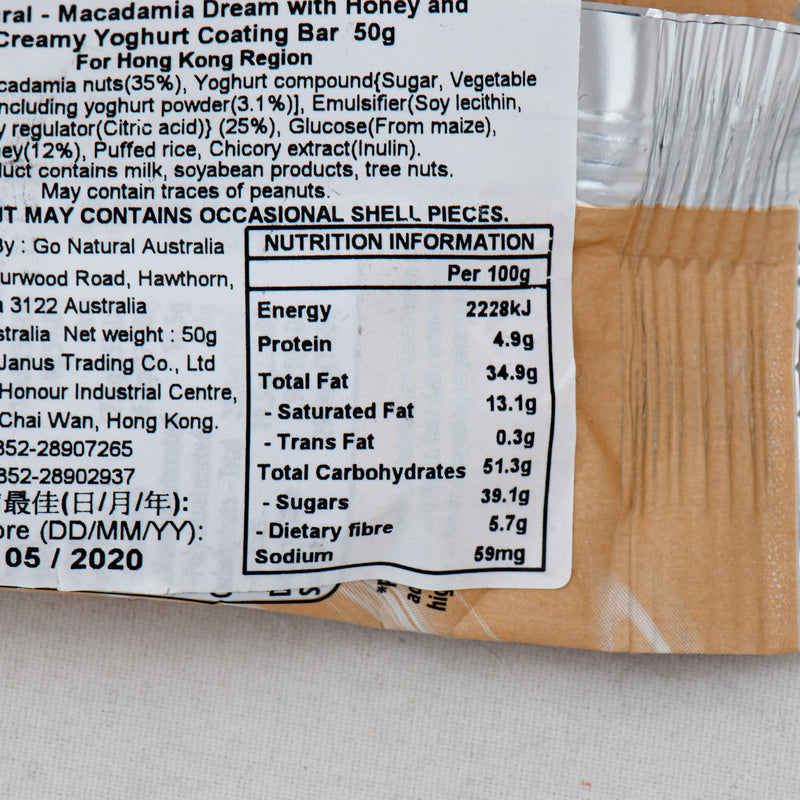 ral - Macadamia Dream with Honey and
Creamy Yoghurt Coating Bar 50g
For Hong Kong Region
cadamia nuts(35%), Yoghurt compound{Sugar, Vegetable
ncluding yoghurt powder(3.1%)], Emulsifier(Soy lecithin,
y regulator(Citric acid)} (25%), Glucose(From maize),
ey(12%), Puffed rice, Chicory extract(Inulin).
uct contains milk, soyabean products, tree nuts.
May contain traces of peanuts.
UT MAY CONTAINS OCCASIONAL SHELL PIECES.
By : Go Natural Australia
urwood Road, Hawthorn,
a 3122 Australia
stralia Net weight : 50g
Janus Trading Co., Ltd
Honour Industrial Centre,
Chai Wan, Hong Kong.
852-28907265
852-28902937
最佳(日/月/年):
ore (DD/MM/YY):
05 / 2020
NUTRITION INFORMATION
Per 100g
Energy 2228kJ
Protein 4.9g
Total Fat 34.9g
- Saturated Fat 13.1g
- Trans Fat 0.3g
Total Carbohydrates 51.3g
- Sugars 39.1g
- Dietary fibre 5.7g
Sodium 59mg